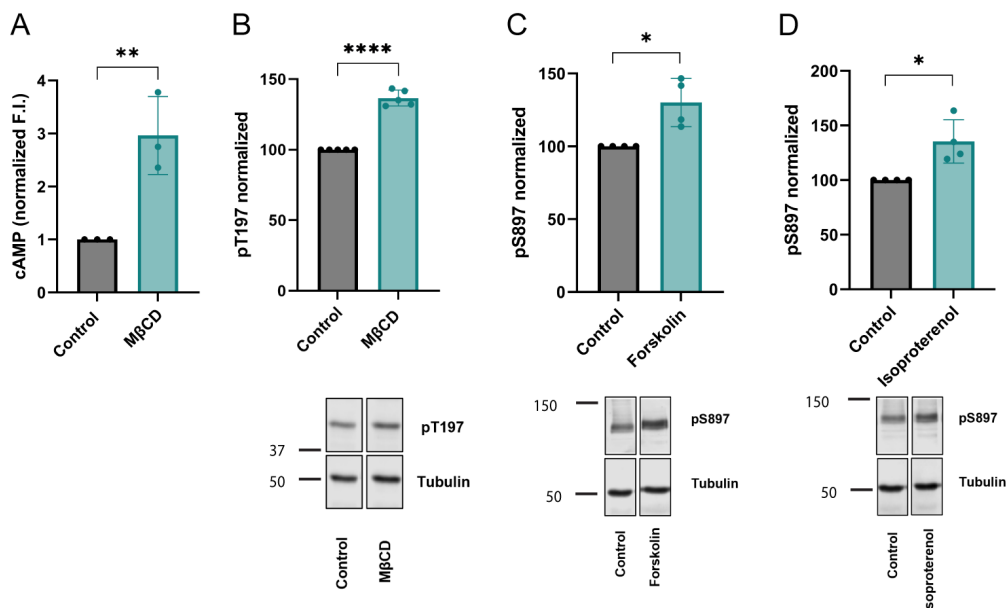 A
B
C
D
**
****
*
*
cAMP (normalized F.I.)
4
3
2
1
0
Control
MβCD
pT197 normalized
150
100
50
0
Control
MβCD
pS897 normalized
150
100
50
0
Control
Forskolin
pS897 normalized
200
150
100
50
0
Control
Isoproterenol
pT197
37
50
Tubulin
Control
MβCD
150
pS897
50
Tubulin
Control
Forskolin
150
pS897
50
Tubulin
Control
soproterenol